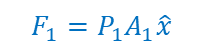 F₁ = P₁A₁x̂